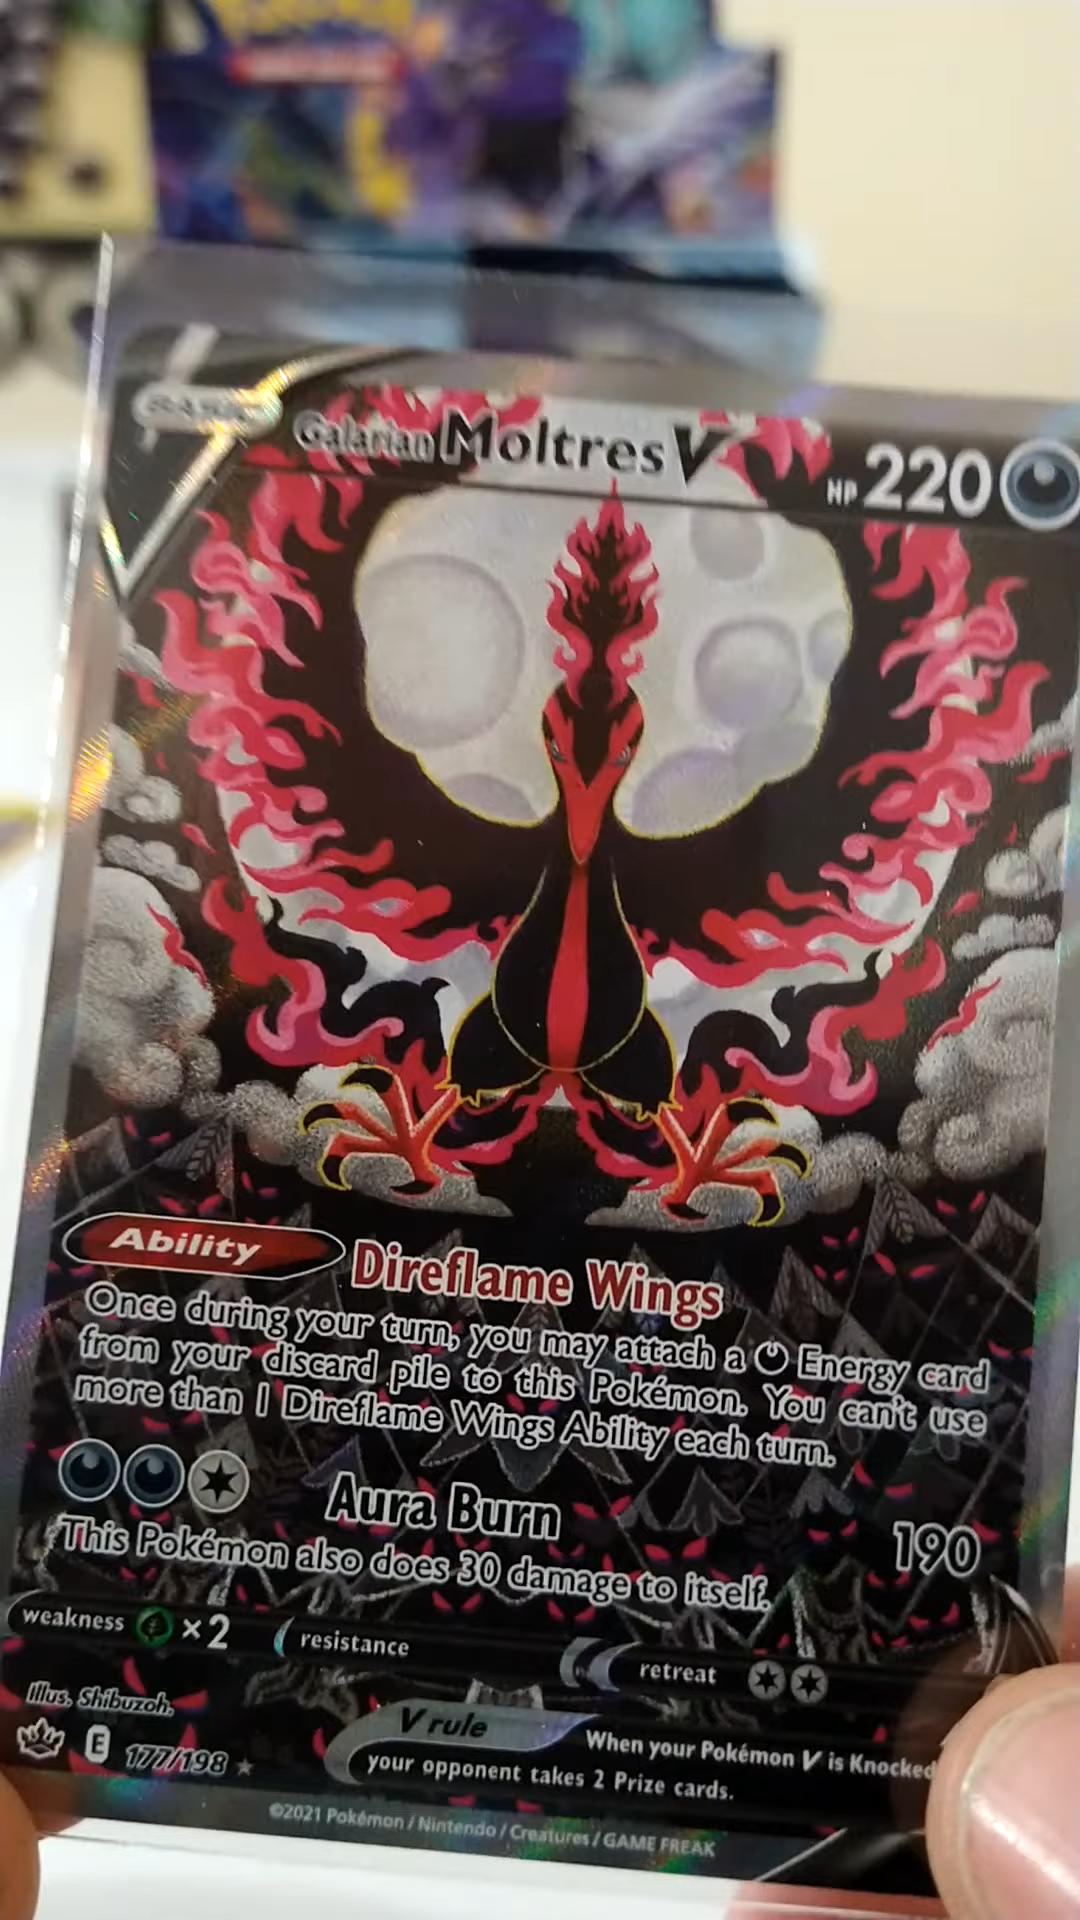 BASIC
Galarian Moltres V
HP 220
Ability
Direflame Wings
Once during your turn, you may attach a Energy card
from your discard pile to this Pokémon. You can't use
more than 1 Direflame Wings Ability each turn.
Aura Burn
190
This Pokémon also does 30 damage to itself.
weakness ×2
resistance
retreat
Illus. Shibuzoh.
E
177/198
V rule
When your Pokémon V is Knocked
your opponent takes 2 Prize cards.
©2021 Pokémon / Nintendo / Creatures / GAME FREAK